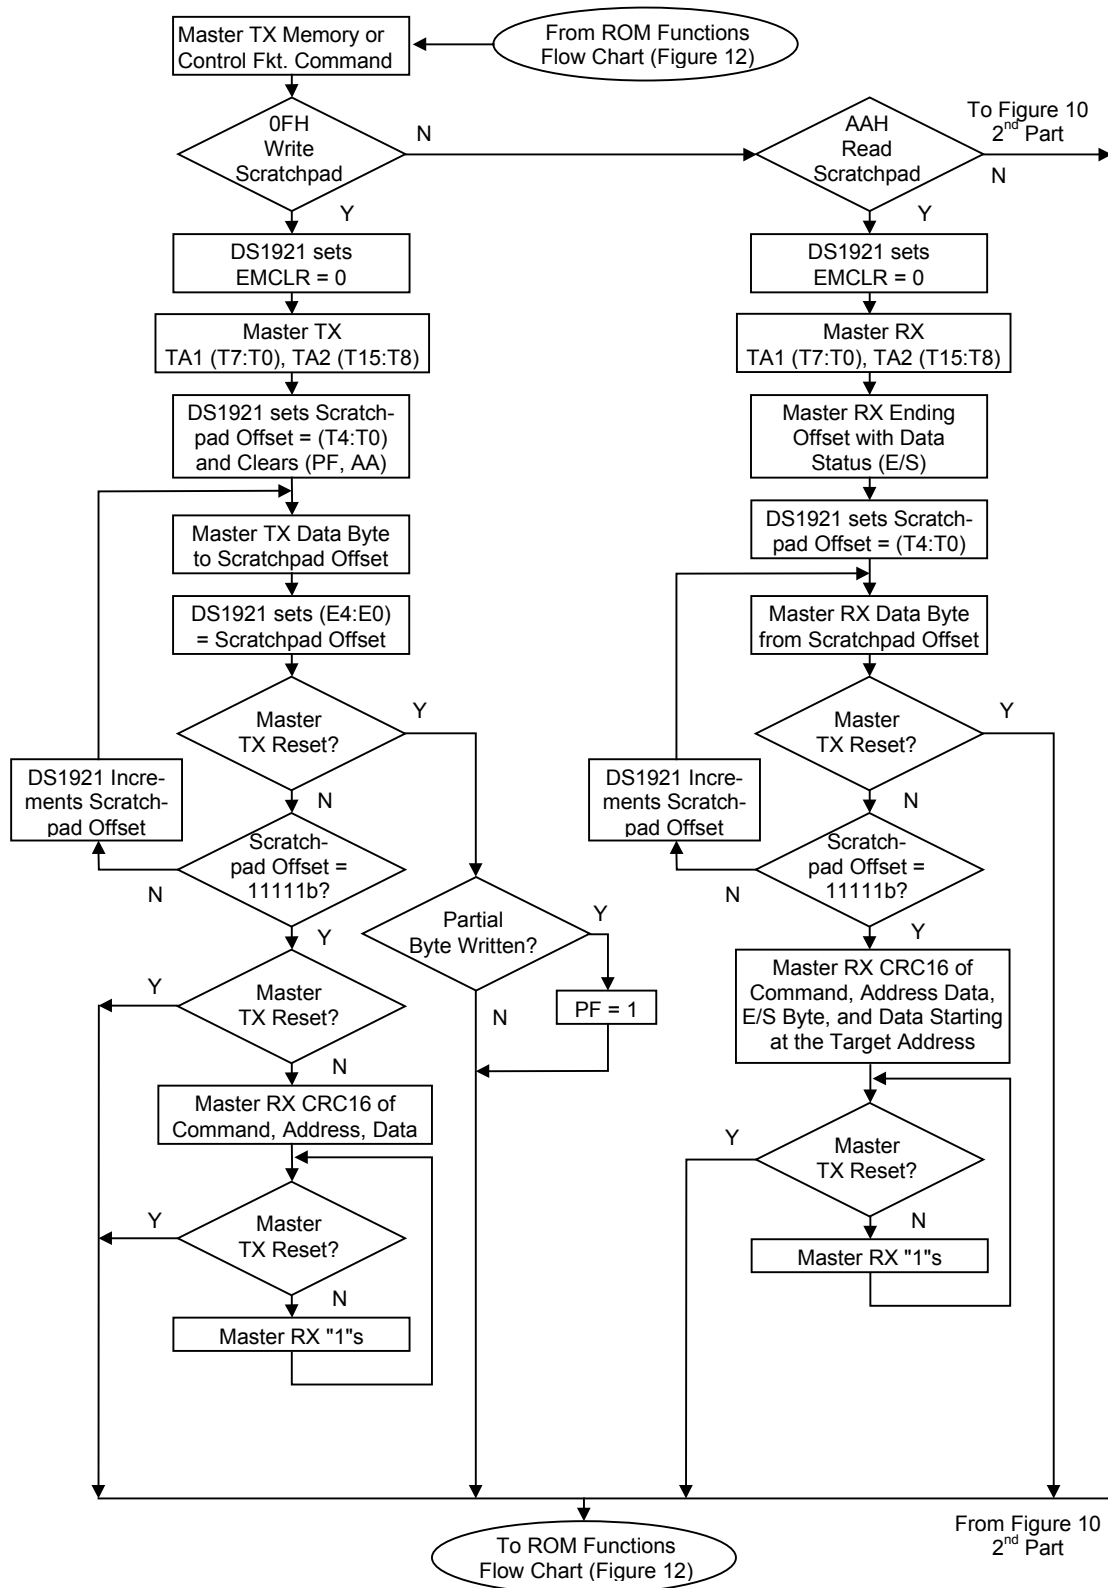 Master TX Memory or
Control Fkt. Command
From ROM Functions
Flow Chart (Figure 12)
0FH
Write
Scratchpad
N
Y
AAH
Read
Scratchpad
To Figure 10
2nd Part
N
Y
DS1921 sets
EMCLR = 0
Master TX
TA1 (T7:T0), TA2 (T15:T8)
DS1921 sets Scratch-
pad Offset = (T4:T0)
and Clears (PF, AA)
Master TX Data Byte
to Scratchpad Offset
DS1921 sets (E4:E0)
= Scratchpad Offset
Master
TX Reset?
Y
N
DS1921 Incre-
ments Scratch-
pad Offset
Scratch-
pad Offset =
11111b?
N
Y
Partial
Byte Written?
Y
N
PF = 1
Master
TX Reset?
Y
N
Master RX CRC16 of
Command, Address, Data
Master
TX Reset?
Y
N
Master RX "1"s
DS1921 sets
EMCLR = 0
Master RX
TA1 (T7:T0), TA2 (T15:T8)
Master RX Ending
Offset with Data
Status (E/S)
DS1921 sets Scratch-
pad Offset = (T4:T0)
Master RX Data Byte
from Scratchpad Offset
Master
TX Reset?
Y
N
DS1921 Incre-
ments Scratch-
pad Offset
Scratch-
pad Offset =
11111b?
N
Y
Master RX CRC16 of
Command, Address Data,
E/S Byte, and Data Starting
at the Target Address
Master
TX Reset?
Y
N
Master RX "1"s
From Figure 10
2nd Part
To ROM Functions
Flow Chart (Figure 12)